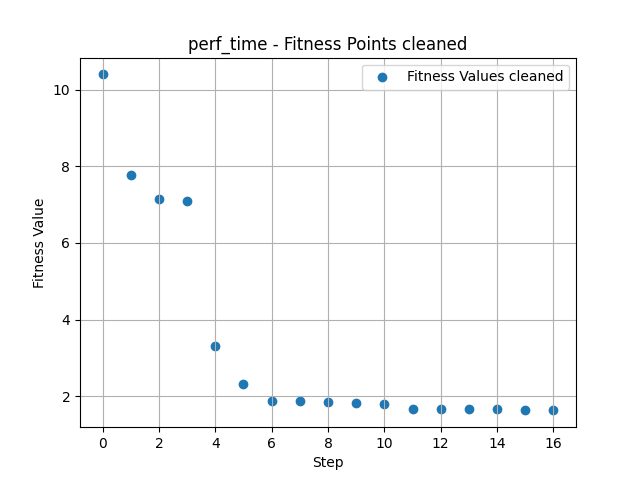 perf_time - Fitness Points cleaned
Fitness Values cleaned
10
8
6
4
2
Fitness Value
0 2 4 6 8 10 12 14 16
Step